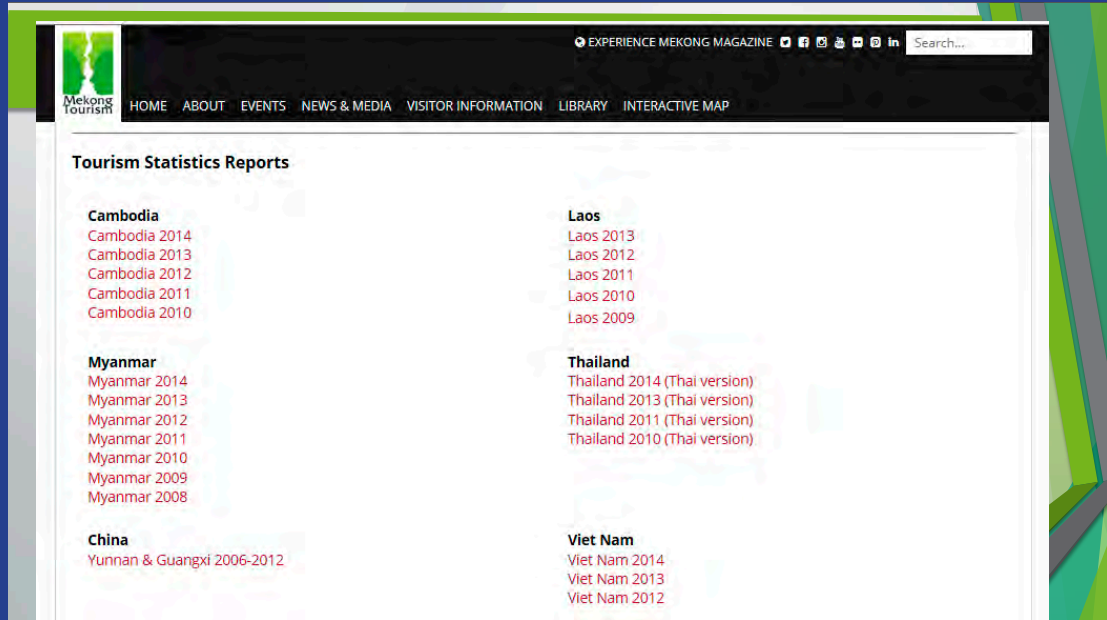 EXPERIENCE MEKONG MAGAZINE
Search...
Mekong
Tourism
HOME ABOUT EVENTS NEWS & MEDIA VISITOR INFORMATION LIBRARY INTERACTIVE MAP
Tourism Statistics Reports
Cambodia
Cambodia 2014
Cambodia 2013
Cambodia 2012
Cambodia 2011
Cambodia 2010
Laos
Laos 2013
Laos 2012
Laos 2011
Laos 2010
Laos 2009
Myanmar
Myanmar 2014
Myanmar 2013
Myanmar 2012
Myanmar 2011
Myanmar 2010
Myanmar 2009
Myanmar 2008
Thailand
Thailand 2014 (Thai version)
Thailand 2013 (Thai version)
Thailand 2011 (Thai version)
Thailand 2010 (Thai version)
China
Yunnan & Guangxi 2006-2012
Viet Nam
Viet Nam 2014
Viet Nam 2013
Viet Nam 2012